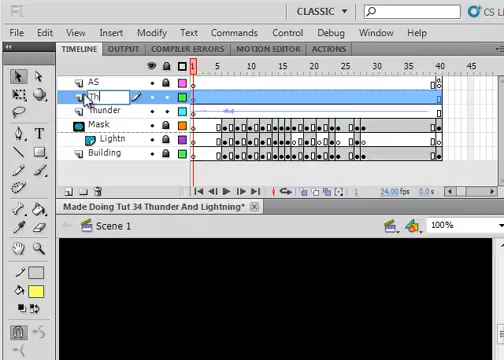 Fl CLASSIC CS Li
File Edit View Insert Modify Text Commands Control Debug Window
TIMELINE OUTPUT COMPILER ERRORS MOTION EDITOR ACTIONS
1 5 10 15 20 25 30 35 40 45
AS
Th
Thunder
Mask
Lightn
Building
1 24.00 fps 0.0 s
Made Doing Tut 34 Thunder And Lightning* 
Scene 1 100%